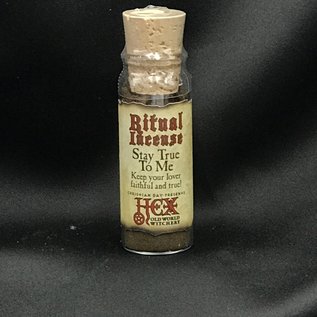 Ritual
Incense
Stay True
To Me
Keep your lover
faithful and true!
CHRISTIAN DAY PRESENTS
HEX
OLD WORLD
WITCHERY